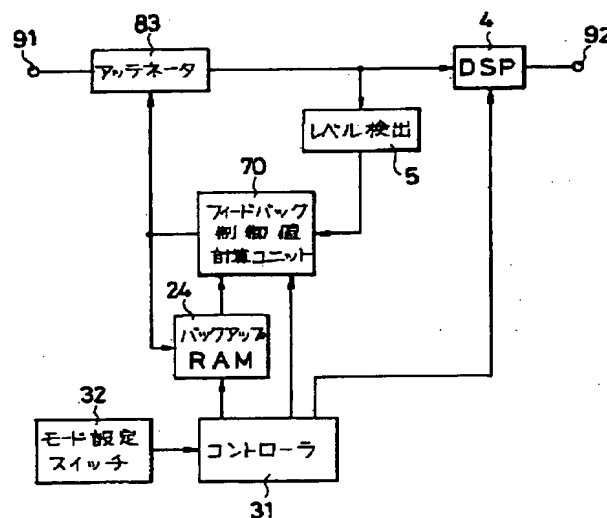 91
83
アッテネータ
4
DSP
92
レベル検出
5
70
フィードバック
制御値
計算ユニット
24
バックアップ
RAM
32
モード設定
スイッチ
コントローラ
31